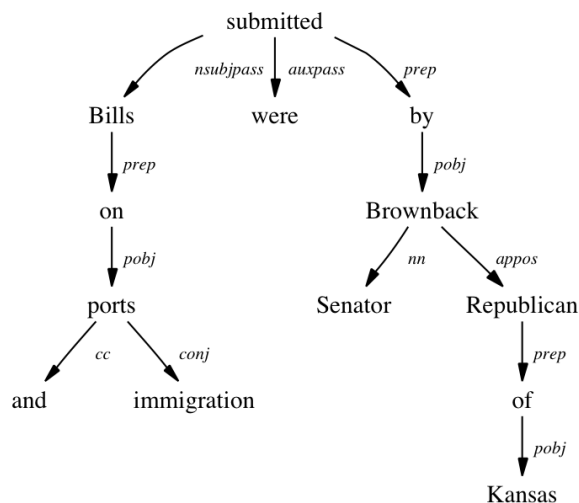 submitted
nsubjpass auxpass prep
Bills were by
prep pobj
on Brownback
pobj nn appos
ports Senator Republican
cc conj prep
and immigration of
pobj
Kansas